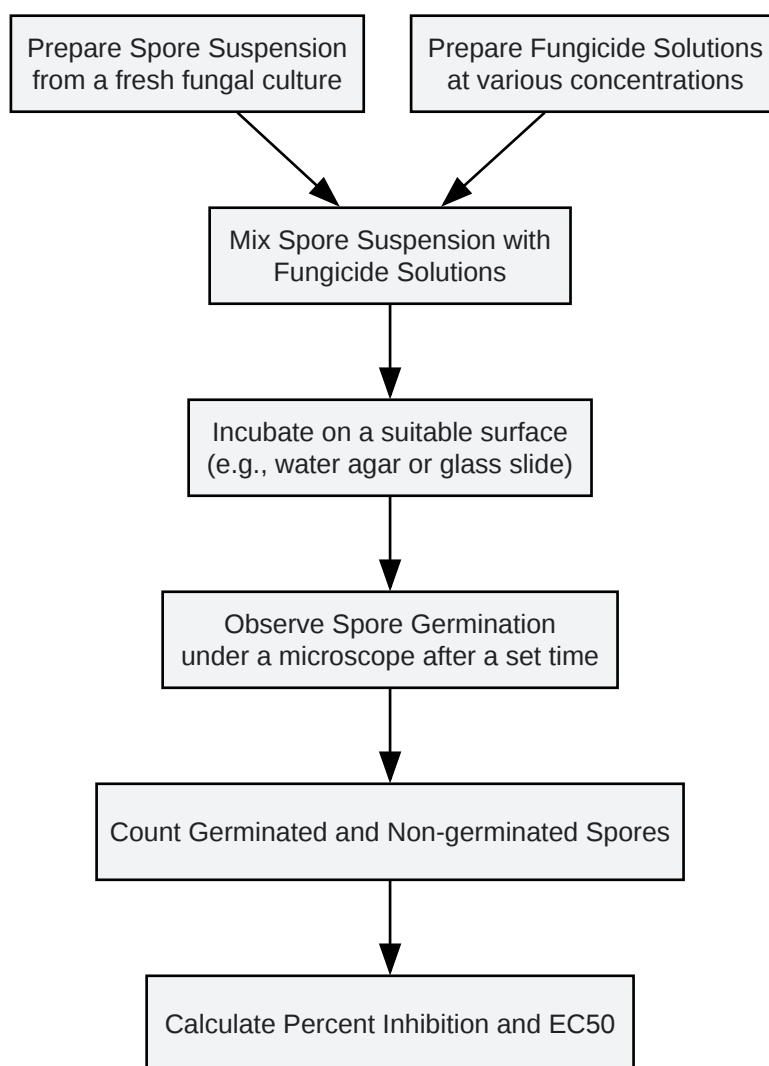 Prepare Spore Suspension
from a fresh fungal culture
Prepare Fungicide Solutions
at various concentrations
Mix Spore Suspension with
Fungicide Solutions
Incubate on a suitable surface
(e.g., water agar or glass slide)
Observe Spore Germination
under a microscope after a set time
Count Germinated and Non-germinated Spores
Calculate Percent Inhibition and EC50